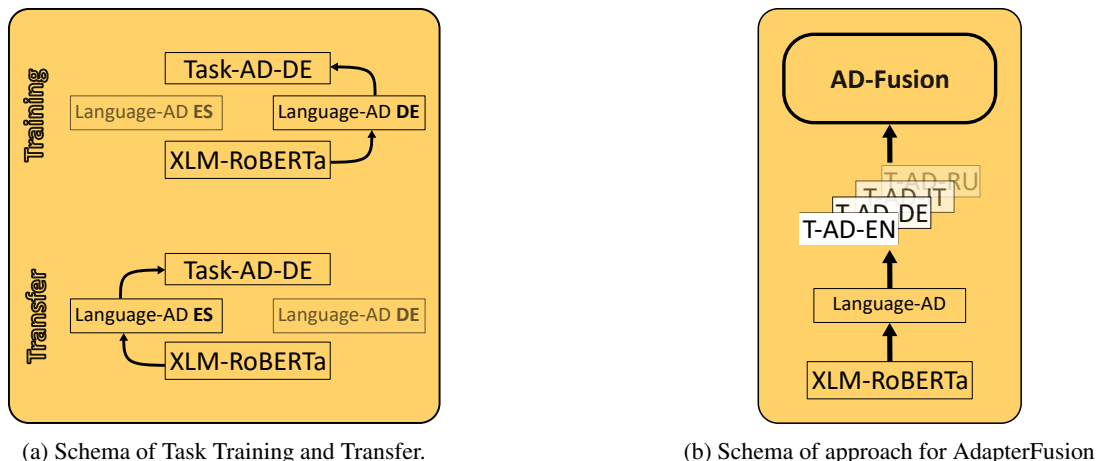 Training
Task-AD-DE
Language-AD ES
Language-AD DE
XLM-RoBERTa
Transfer
Task-AD-DE
Language-AD ES
Language-AD DE
XLM-RoBERTa
(a) Schema of Task Training and Transfer.
AD-Fusion
T-AD-RU
T-AD-IT
T-AD-DE
T-AD-EN
Language-AD
XLM-RoBERTa
(b) Schema of approach for AdapterFusion